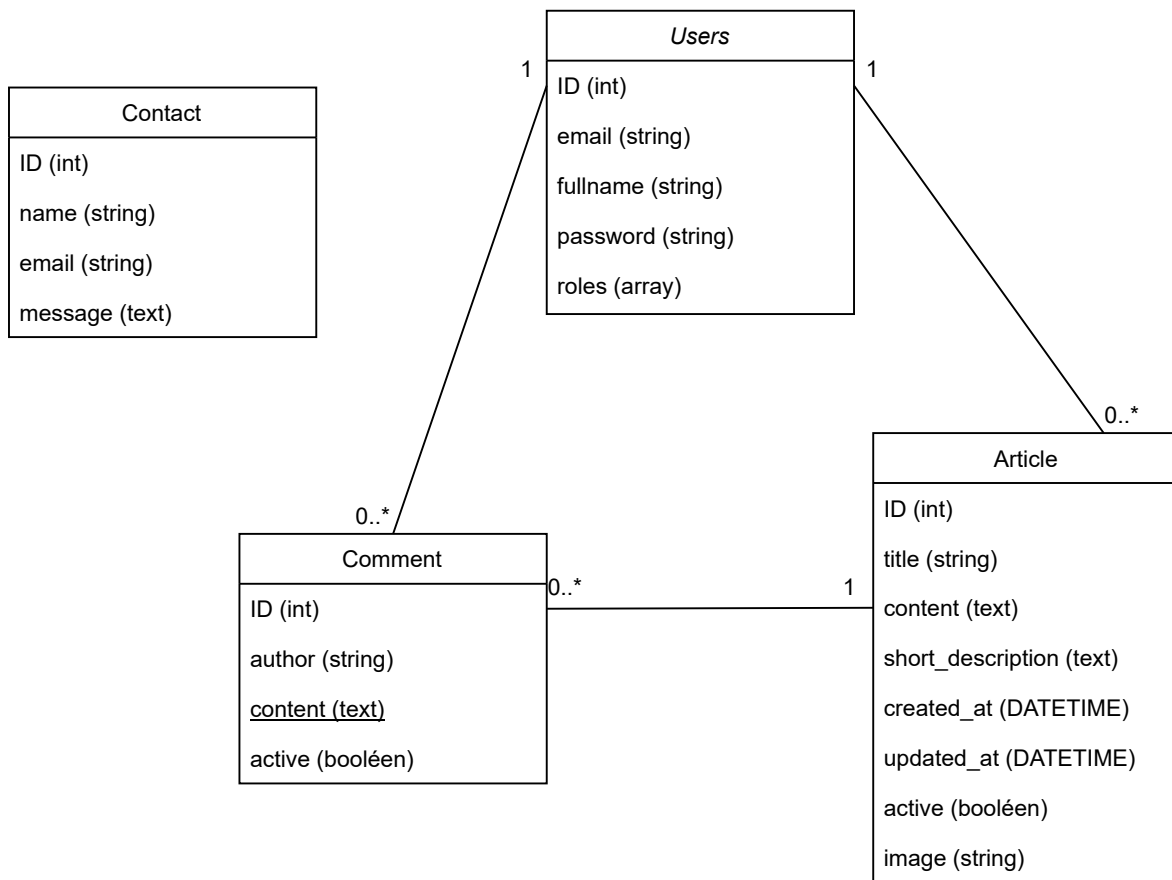 Users
1
1
ID (int)
email (string)
fullname (string)
password (string)
roles (array)
Contact
ID (int)
name (string)
email (string)
message (text)
0..*
0..*
Comment
ID (int)
author (string)
content (text)
active (booléen)
0..*
1
Article
ID (int)
title (string)
content (text)
short_description (text)
created_at (DATETIME)
updated_at (DATETIME)
active (booléen)
image (string)